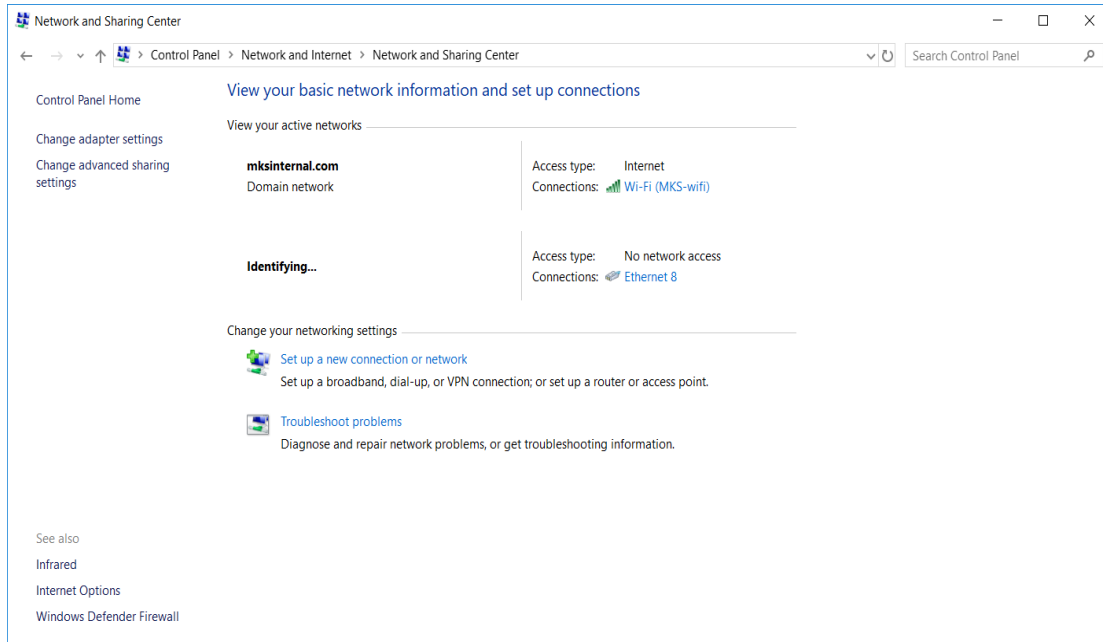 Network and Sharing Center
Control Panel > Network and Internet > Network and Sharing Center
Search Control Panel
Control Panel Home
Change adapter settings
Change advanced sharing
settings
View your basic network information and set up connections
View your active networks
mksinternal.com
Domain network
Access type: Internet
Connections: Wi-Fi (MKS-wifi)
Identifying...
Access type: No network access
Connections: Ethernet 8
Change your networking settings
Set up a new connection or network
Set up a broadband, dial-up, or VPN connection; or set up a router or access point.
Troubleshoot problems
Diagnose and repair network problems, or get troubleshooting information.
See also
Infrared
Internet Options
Windows Defender Firewall